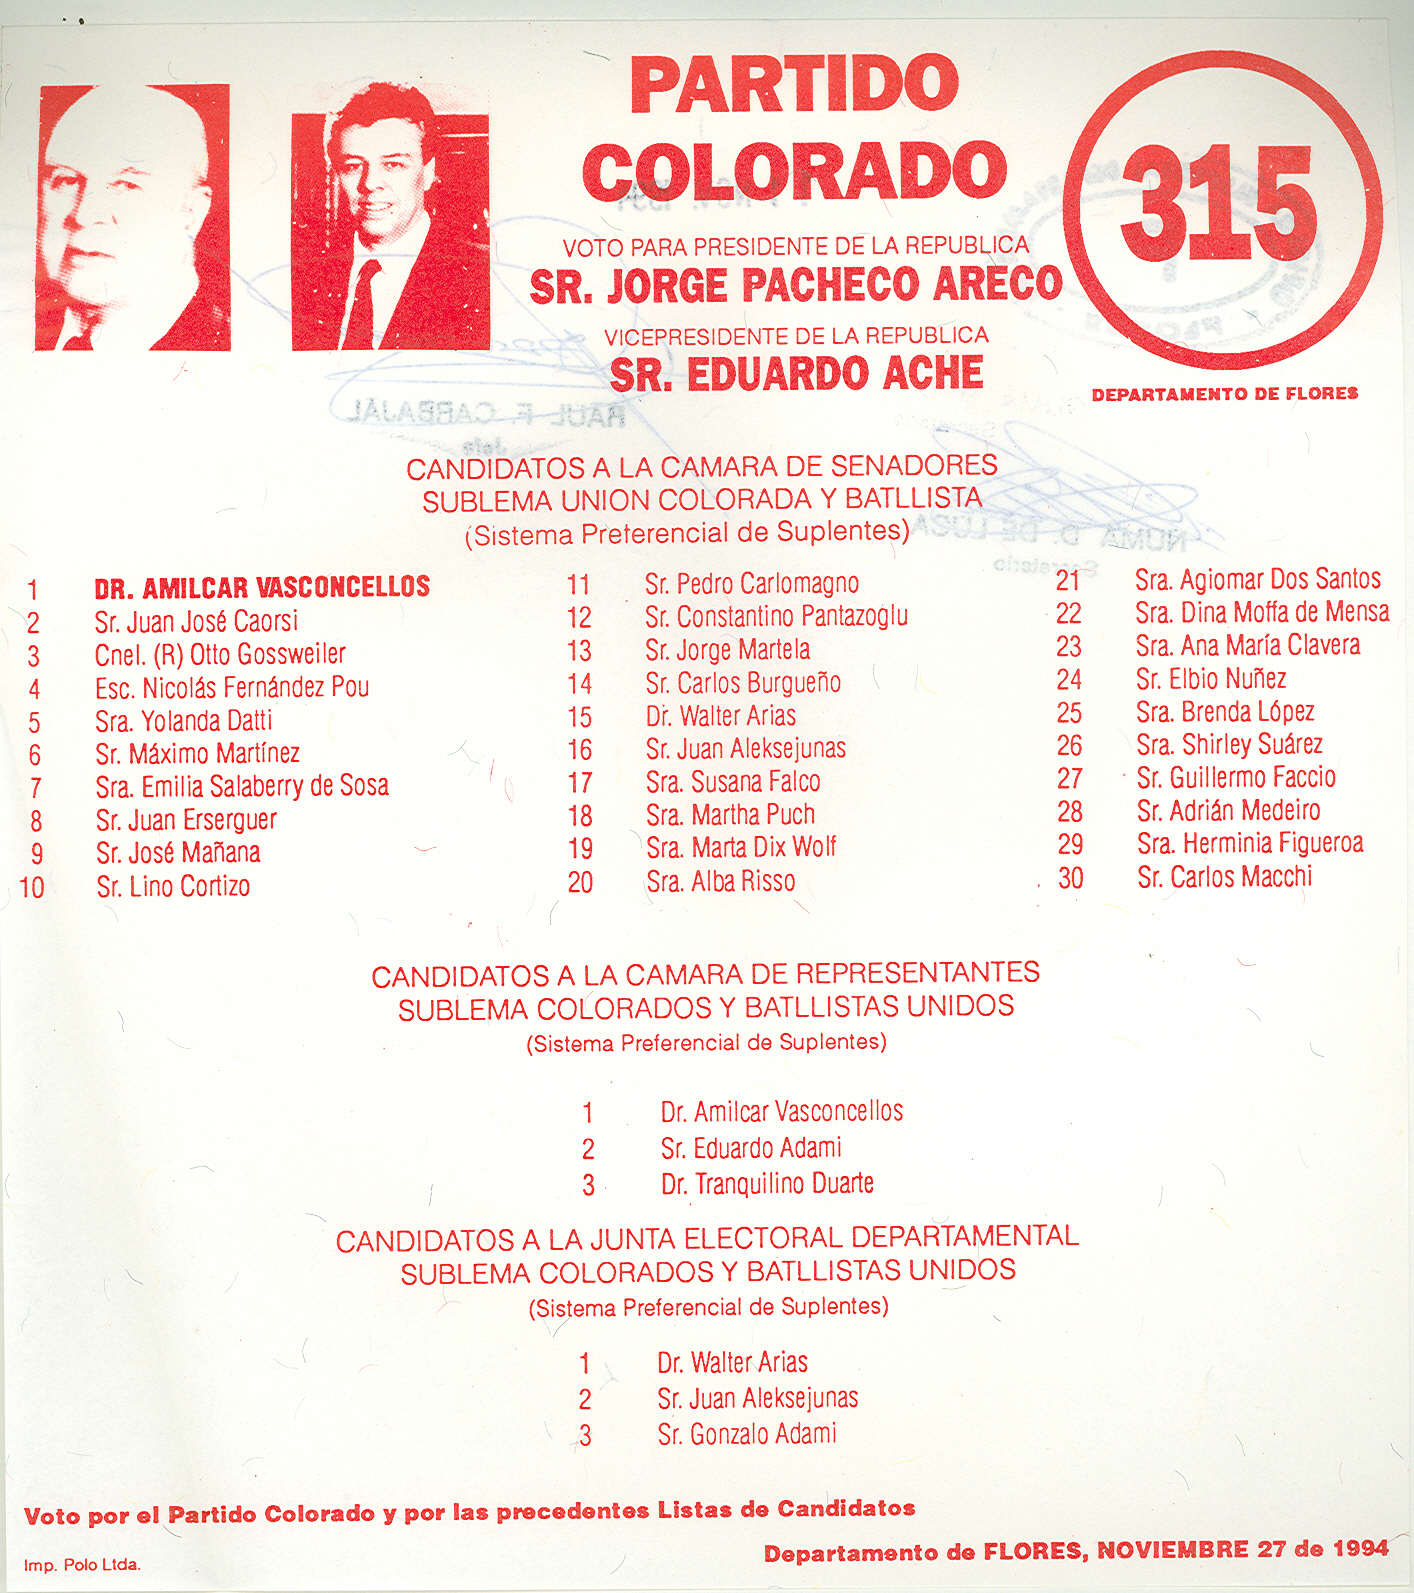 PARTIDO
COLORADO
315
VOTO PARA PRESIDENTE DE LA REPUBLICA
SR. JORGE PACHECO ARECO
VICEPRESIDENTE DE LA REPUBLICA
SR. EDUARDO ACHE
DEPARTAMENTO DE FLORES
RAUL F. CARBAJAL
Jefe
CANDIDATOS A LA CAMARA DE SENADORES
SUBLEMA UNION COLORADA Y BATLLISTA
(Sistema Preferencial de Suplentes)
NUMA D. DE LUCA
Secretario
1 DR. AMILCAR VASCONCELLOS
2 Sr. Juan José Caorsi
3 Cnel. (R) Otto Gossweiler
4 Esc. Nicolás Fernández Pou
5 Sra. Yolanda Datti
6 Sr. Máximo Martínez
7 Sra. Emilia Salaberry de Sosa
8 Sr. Juan Erserguer
9 Sr. José Mañana
10 Sr. Lino Cortizo
11 Sr. Pedro Carlomagno
12 Sr. Constantino Pantazoglu
13 Sr. Jorge Martela
14 Sr. Carlos Burgueño
15 Dr. Walter Arias
16 Sr. Juan Aleksejunas
17 Sra. Susana Falco
18 Sra. Martha Puch
19 Sra. Marta Dix Wolf
20 Sra. Alba Risso
21 Sra. Agiomar Dos Santos
22 Sra. Dina Moffa de Mensa
23 Sra. Ana María Clavera
24 Sr. Elbio Nuñez
25 Sra. Brenda López
26 Sra. Shirley Suárez
27 Sr. Guillermo Faccio
28 Sr. Adrián Medeiro
29 Sra. Herminia Figueroa
30 Sr. Carlos Macchi
CANDIDATOS A LA CAMARA DE REPRESENTANTES
SUBLEMA COLORADOS Y BATLLISTAS UNIDOS
(Sistema Preferencial de Suplentes)
1 Dr. Amilcar Vasconcellos
2 Sr. Eduardo Adami
3 Dr. Tranquilino Duarte
CANDIDATOS A LA JUNTA ELECTORAL DEPARTAMENTAL
SUBLEMA COLORADOS Y BATLLISTAS UNIDOS
(Sistema Preferencial de Suplentes)
1 Dr. Walter Arias
2 Sr. Juan Aleksejunas
3 Sr. Gonzalo Adami
Voto por el Partido Colorado y por las precedentes Listas de Candidatos
Departamento de FLORES, NOVIEMBRE 27 de 1994
Imp. Polo Ltda.